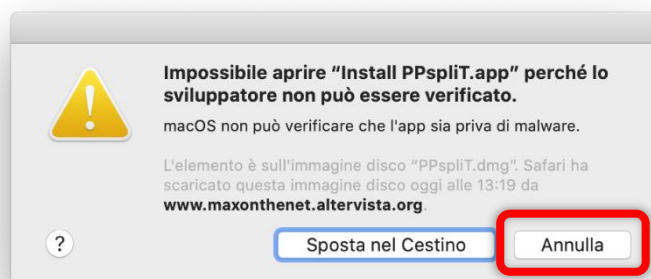 Impossibile aprire “Install PPspliT.app” perché lo
sviluppatore non può essere verificato.
macOS non può verificare che l'app sia priva di malware.
L'elemento è sull'immagine disco “PPspliT.dmg”. Safari ha
scaricato questa immagine disco oggi alle 13:19 da
www.maxonthenet.altervista.org.
? Sposta nel Cestino Annulla